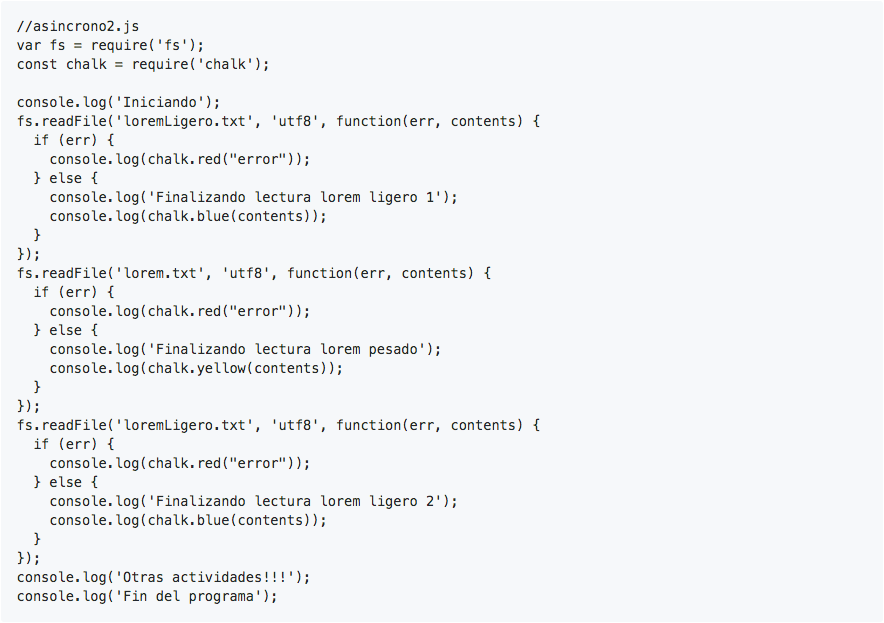 //asincrono2.js
var fs = require('fs');
const chalk = require('chalk');

console.log('Iniciando');
fs.readFile('loremLigero.txt', 'utf8', function(err, contents) {
  if (err) {
    console.log(chalk.red("error"));
  } else {
    console.log('Finalizando lectura lorem ligero 1');
    console.log(chalk.blue(contents));
  }
});
fs.readFile('lorem.txt', 'utf8', function(err, contents) {
  if (err) {
    console.log(chalk.red("error"));
  } else {
    console.log('Finalizando lectura lorem pesado');
    console.log(chalk.yellow(contents));
  }
});
fs.readFile('loremLigero.txt', 'utf8', function(err, contents) {
  if (err) {
    console.log(chalk.red("error"));
  } else {
    console.log('Finalizando lectura lorem ligero 2');
    console.log(chalk.blue(contents));
  }
});
console.log('Otras actividades!!!');
console.log('Fin del programa');